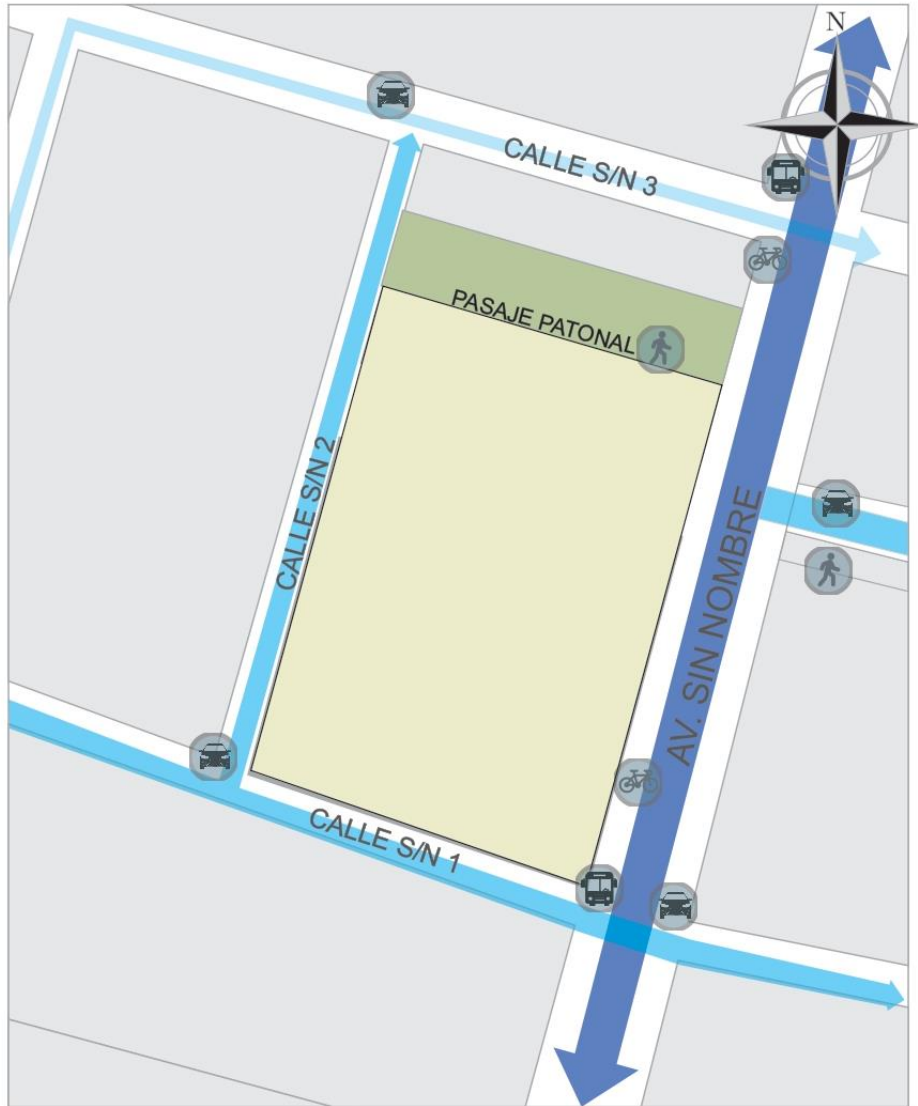 N
CALLE S/N 3
PASAJE PATONAL
CALLE S/N 2
AV. SIN NOMBRE
CALLE S/N 1